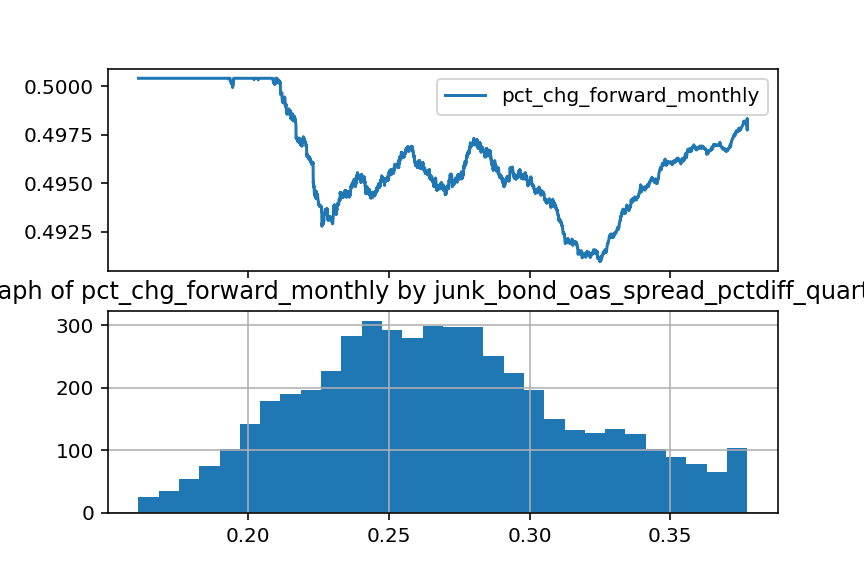 pct_chg_forward_monthly
0.5000
0.4975
0.4950
0.4925
aph of pct_chg_forward_monthly by junk_bond_oas_spread_pctdiff_quart
300
200
100
0
0.20 0.25 0.30 0.35